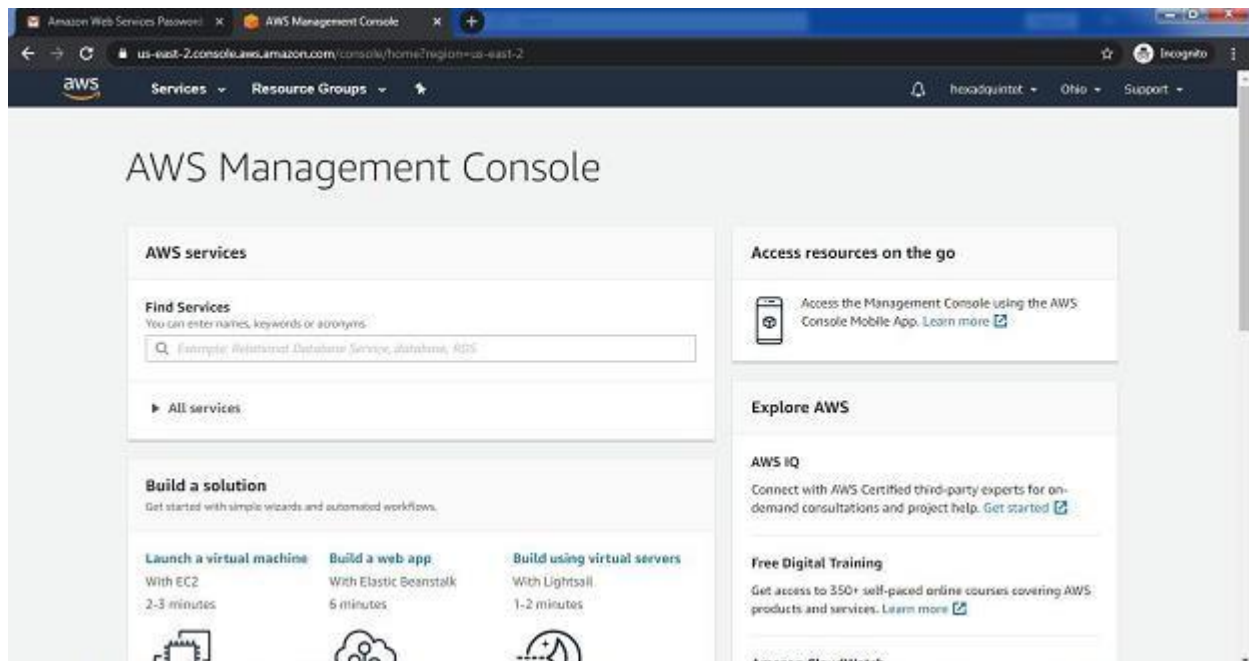 Amazon Web Services Password
AWS Management Console
us-east-2.console.aws.amazon.com/console/home?region=us-east-2
Incognito
aws
Services
Resource Groups
hexadquintet
Ohio
Support
AWS Management Console
AWS services
Find Services
You can enter names, keywords or acronyms.
Example: Relational Database Service, database, RDS
All services
Build a solution
Get started with simple wizards and automated workflows.
Launch a virtual machine
With EC2
2-3 minutes
Build a web app
With Elastic Beanstalk
6 minutes
Build using virtual servers
With Lightsail
1-2 minutes
Access resources on the go
Access the Management Console using the AWS
Console Mobile App. Learn more
Explore AWS
AWS IQ
Connect with AWS Certified third-party experts for on-
demand consultations and project help. Get started
Free Digital Training
Get access to 350+ self-paced online courses covering AWS
products and services. Learn more